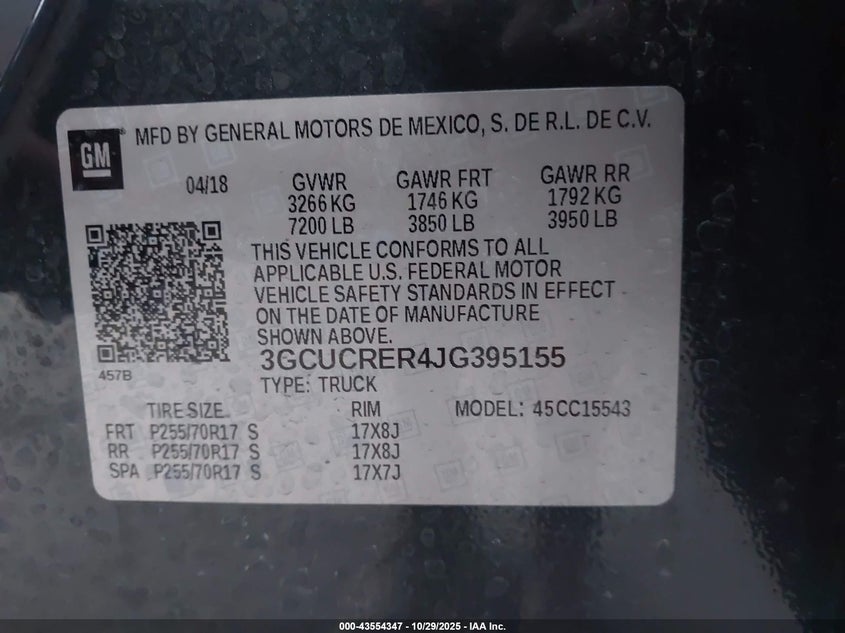 GM
MFD BY GENERAL MOTORS DE MEXICO, S. DE R.L. DE C.V.
04/18 GVWR GAWR FRT GAWR RR
3266 KG 1746 KG 1792 KG
7200 LB 3850 LB 3950 LB
THIS VEHICLE CONFORMS TO ALL
APPLICABLE U.S. FEDERAL MOTOR
VEHICLE SAFETY STANDARDS IN EFFECT
ON THE DATE OF MANUFACTURE
SHOWN ABOVE.
457B
3GCUCRER4JG395155
TYPE: TRUCK
TIRE SIZE RIM MODEL: 45CC15543
FRT P255/70R17 S 17X8J
RR P255/70R17 S 17X8J
SPA P255/70R17 S 17X7J
000-43554347 - 10/29/2025 - IAA Inc.